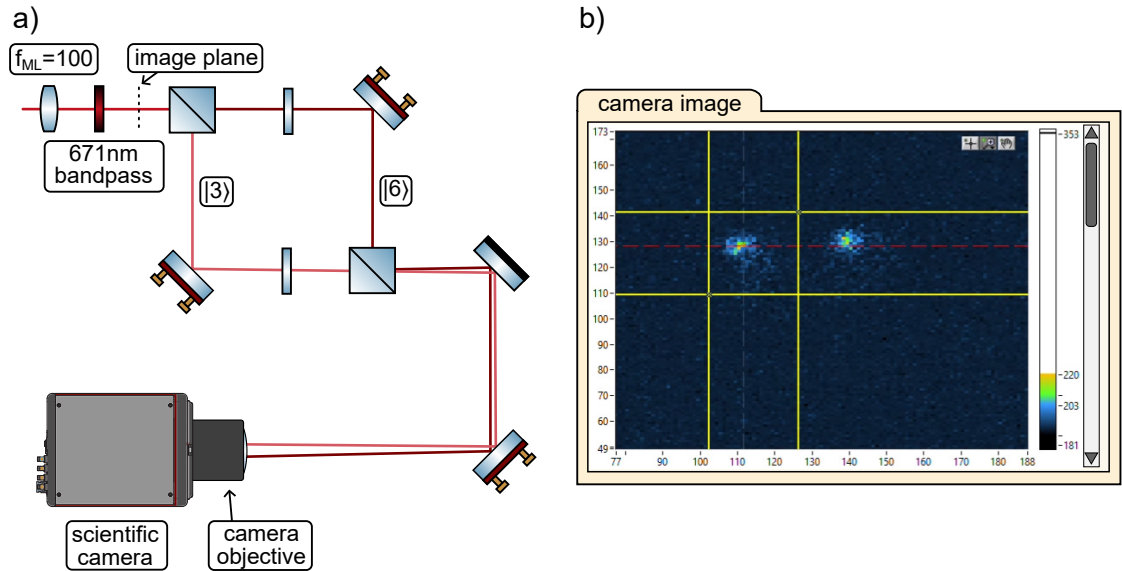 a)
f_ML=100
image plane
671nm
bandpass
|3⟩
|6⟩
scientific
camera
camera
objective
b)
camera image
173
160
150
140
130
120
110
100
90
80
70
60
49
77
90
100
110
120
130
140
150
160
170
180
188
353
220
203
181